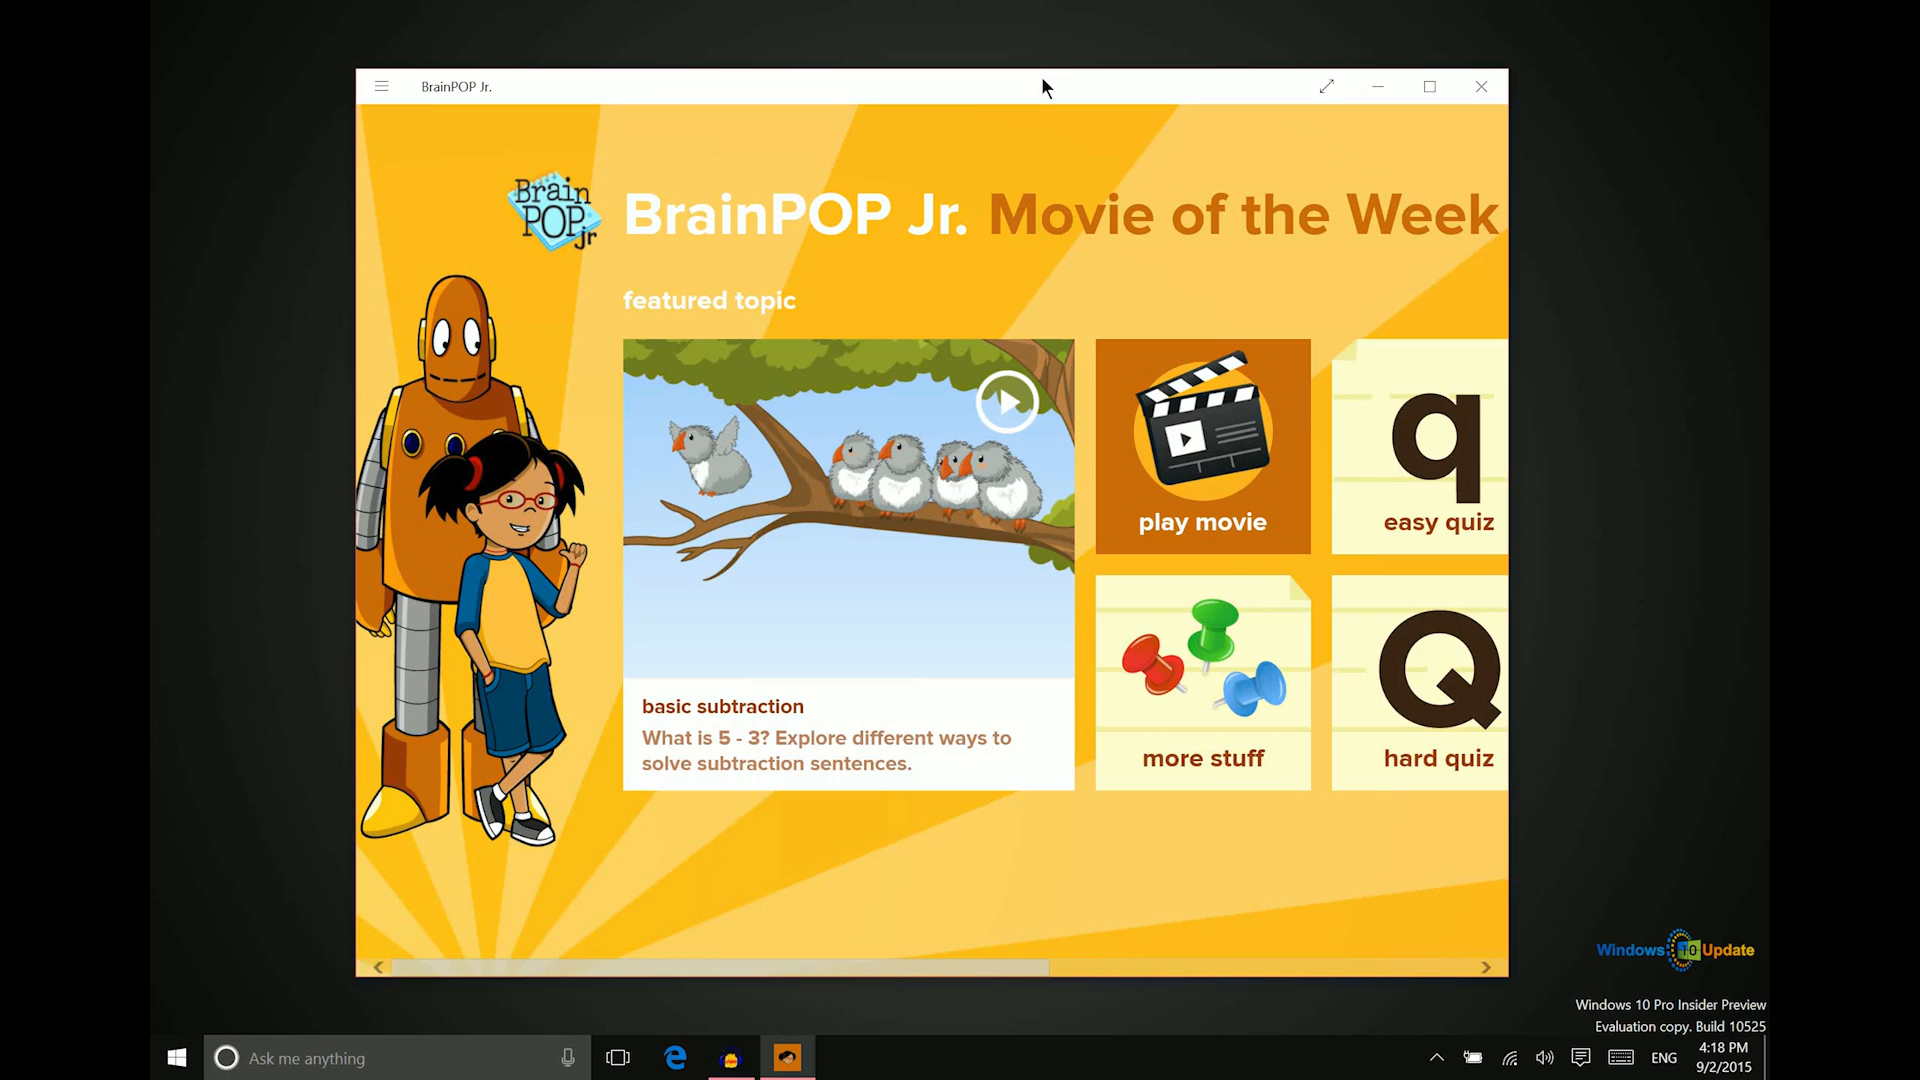 BrainPOP Jr.
Brain
POP
jr
BrainPOP Jr. Movie of the Week
featured topic
play movie
q
easy quiz
basic subtraction
What is 5 - 3? Explore different ways to
solve subtraction sentences.
more stuff
Q
hard quiz
Windows 10 Update
Windows 10 Pro Insider Preview
Evaluation copy. Build 10525
Ask me anything
ENG
4:18 PM
9/2/2015